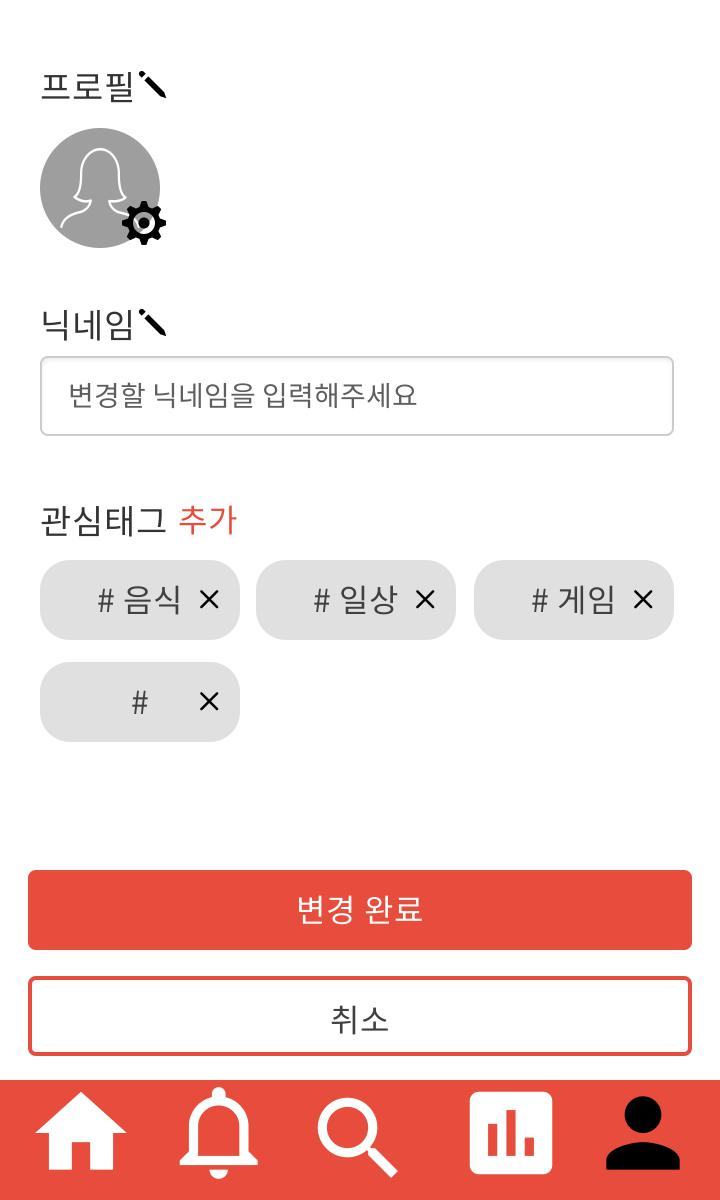 프로필
닉네임
변경할 닉네임을 입력해주세요
관심태그 추가
# 음식 ×
# 일상 ×
# 게임 ×
# ×
변경 완료
취소